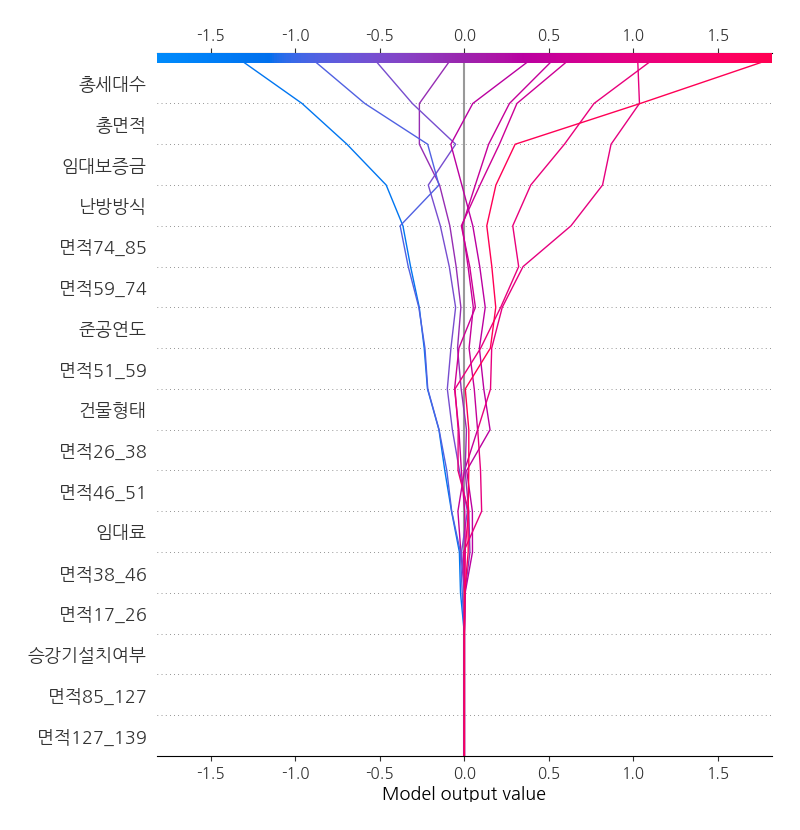 -1.5 -1.0 -0.5 0.0 0.5 1.0 1.5
총세대수
총면적
임대보증금
난방방식
면적74_85
면적59_74
준공연도
면적51_59
건물형태
면적26_38
면적46_51
임대료
면적38_46
면적17_26
승강기설치여부
면적85_127
면적127_139
-1.5 -1.0 -0.5 0.0 0.5 1.0 1.5
Model output value